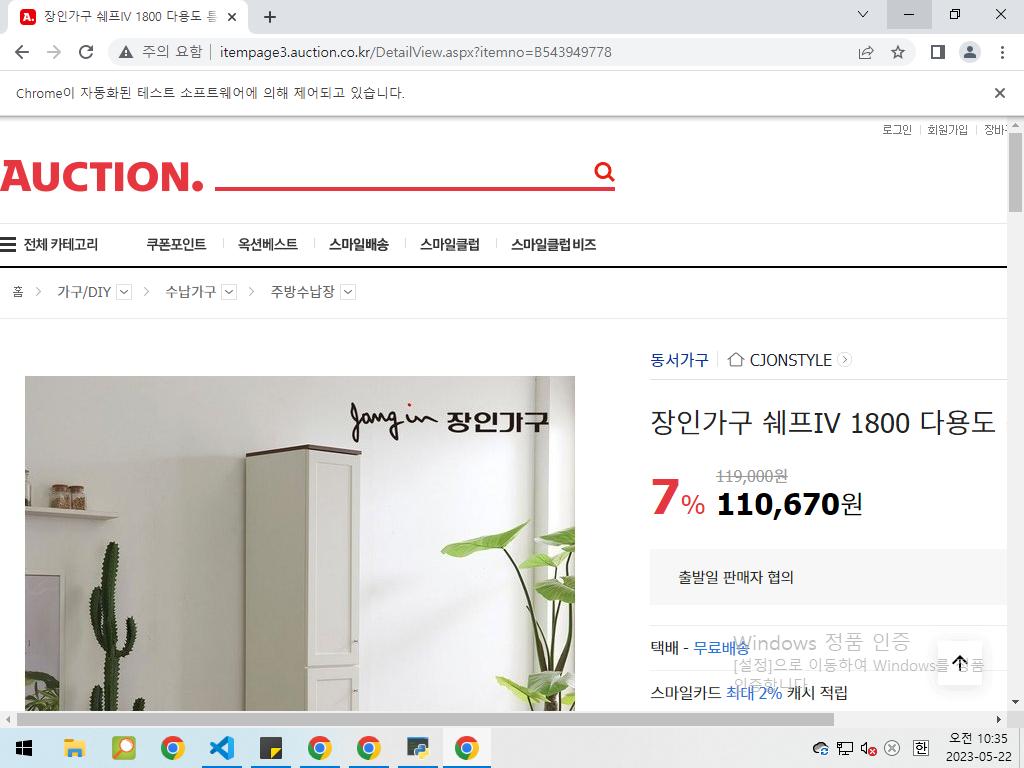 장인가구 쉐프IV 1800 다용도 틈
주의 요함
itempage3.auction.co.kr/DetailView.aspx?itemno=B543949778
Chrome이 자동화된 테스트 소프트웨어에 의해 제어되고 있습니다.
로그인 회원가입 장바구
AUCTION.
전체 카테고리 쿠폰포인트 옥션베스트 스마일배송 스마일클럽 스마일클럽 비즈
홈 가구/DIY 수납가구 주방수납장
동서가구 CJONSTYLE
Jangin 장인가구
장인가구 쉐프IV 1800 다용도
119,000원
7% 110,670원
출발일 판매자 협의
택배 - 무료배송
Windows 정품 인증
[설정]으로 이동하여 Windows를 정품
인증합니다.
스마일카드 최대 2% 캐시 적립
한
오전 10:35
2023-05-22